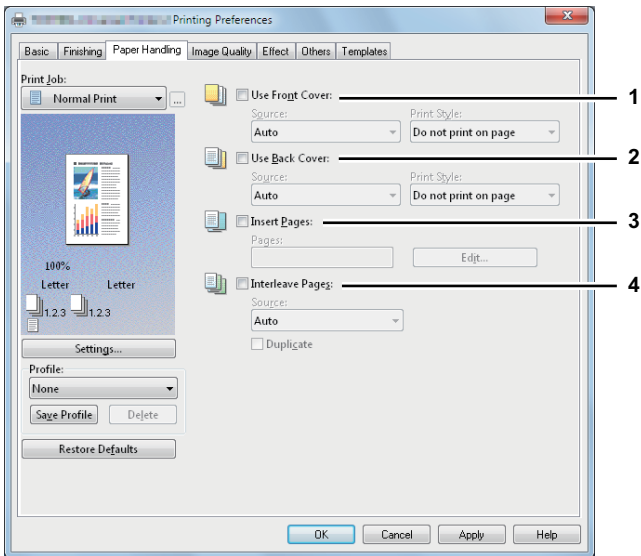 Printing Preferences
Basic Finishing Paper Handling Image Quality Effect Others Templates
Print Job:
Normal Print ...
100%
Letter Letter
1.2.3 1.2.3
Settings...
Profile:
None
Save Profile Delete
Restore Defaults
Use Front Cover: 1
Source: Print Style:
Auto Do not print on page
Use Back Cover: 2
Source: Print Style:
Auto Do not print on page
Insert Pages: 3
Pages:
Edit...
Interleave Pages: 4
Source:
Auto
Duplicate
OK Cancel Apply Help